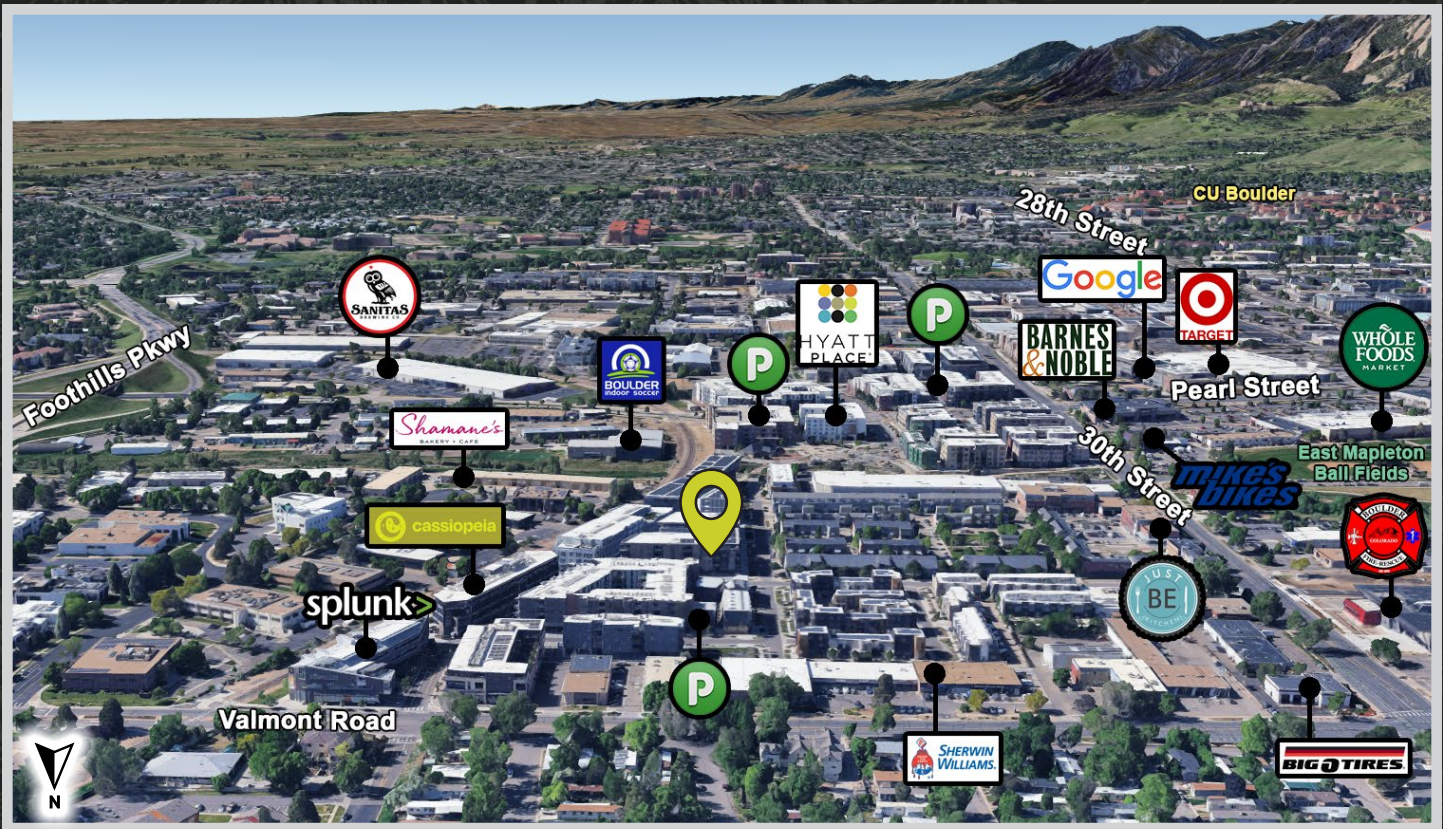 28th Street
CU Boulder
Google
SANITAS
BREWING CO.
TARGET
HYATT
PLACE
P
P
BARNES
&NOBLE
WHOLE
FOODS
MARKET
Foothills Pkwy
BOULDER
indoor soccer
Pearl Street
Shamane's
BAKERY • CAFE
30th Street
East Mapleton
Ball Fields
mike's
bikes
cassiopeia
BOULDER
COLORADO
FIRE-RESCUE
splunk>
JUST
BE
KITCHEN
P
Valmont Road
SHERWIN
WILLIAMS.
BIG O TIRES
N